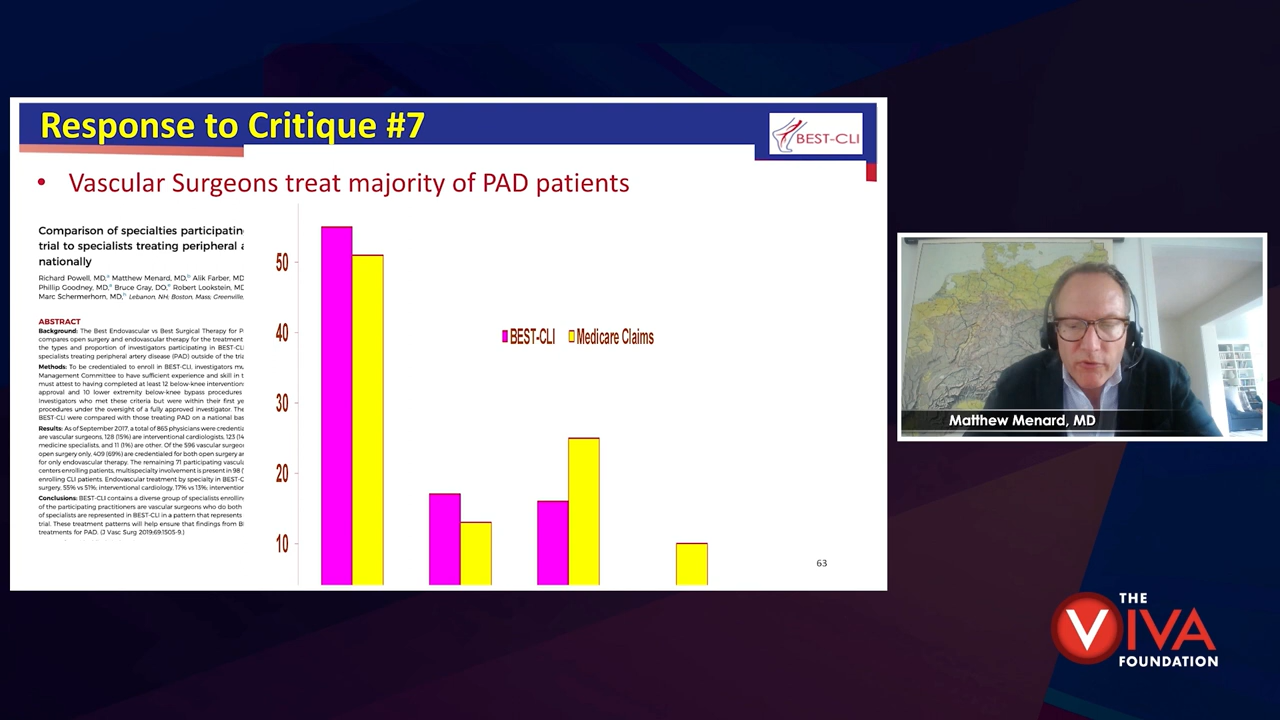 Response to Critique #7
BEST-CLI
• Vascular Surgeons treat majority of PAD patients
Comparison of specialties participatin
trial to specialists treating peripheral a
nationally
Richard Powell, MD,ᵃ Matthew Menard, MD,ᵇ Alik Farber, MD
Phillip Goodney, MD,ᵃ Bruce Gray, DO,ᵉ Robert Lookstein, MD
Marc Schermerhorn, MD,ʰ Lebanon, NH; Boston, Mass; Greenville,
ABSTRACT
Background: The Best Endovascular vs Best Surgical Therapy for P
compares open surgery and endovascular therapy for the treatment
the types and proportion of investigators participating in BEST-CLI
specialists treating peripheral artery disease (PAD) outside of the tria
Methods: To be credentialed to enroll in BEST-CLI, investigators mu
Management Committee to have sufficient experience and skill in t
must attest to having completed at least 12 below-knee interventions
approval and 10 lower extremity below-knee bypass procedures
Investigators who met these criteria but were within their first ye
procedures under the oversight of a fully approved investigator. The
BEST-CLI were compared with those treating PAD on a national bas
Results: As of September 2017, a total of 865 physicians were credentia
are vascular surgeons, 128 (15%) are interventional cardiologists, 123 (14
medicine specialists, and 11 (1%) are other. Of the 596 vascular surgeo
open surgery only, 409 (69%) are credentialed for both open surgery an
for only endovascular therapy. The remaining 71 participating vascula
centers enrolling patients, multispecialty involvement is present in 98 (
enrolling CLI patients. Endovascular treatment by specialty in BEST-C
surgery, 55% vs 51%; interventional cardiology, 17% vs 13%; intervention
Conclusions: BEST-CLI contains a diverse group of specialists enrollin
of the participating practitioners are vascular surgeons who do both
of specialists are represented in BEST-CLI in a pattern that represents
trial. These treatment patterns will help ensure that findings from B
treatments for PAD. (J Vasc Surg 2019;69:1505-9.)
50
40
30
20
10
BEST-CLI
Medicare Claims
63
Matthew Menard, MD
THE
VIVA
FOUNDATION